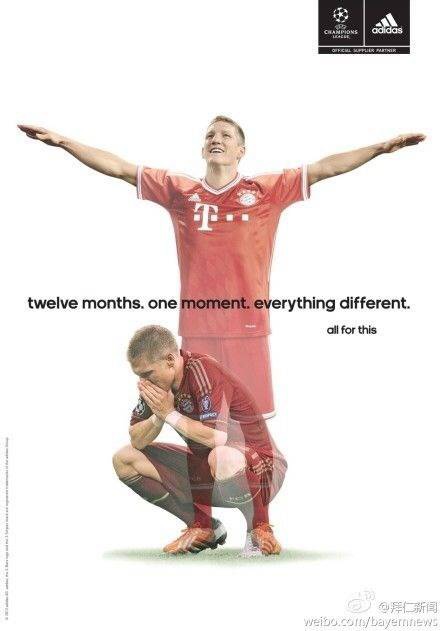 CHAMPIONS
LEAGUE
adidas
OFFICIAL SUPPLIER PARTNER
T
twelve months. one moment. everything different.
all for this
@拜仁新闻
weibo.com/bayernnews